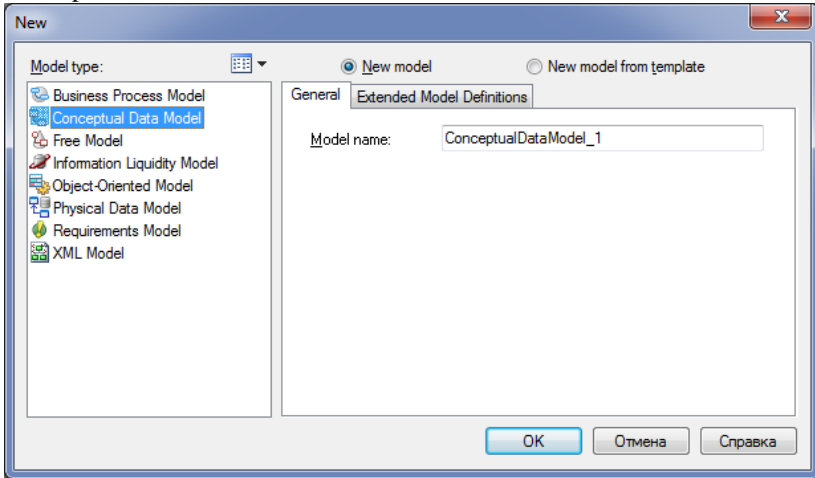 New
Model type:
New model
New model from template
Business Process Model
Conceptual Data Model
Free Model
Information Liquidity Model
Object-Oriented Model
Physical Data Model
Requirements Model
XML Model
General
Extended Model Definitions
Model name:
ConceptualDataModel_1
OK
Отмена
Справка